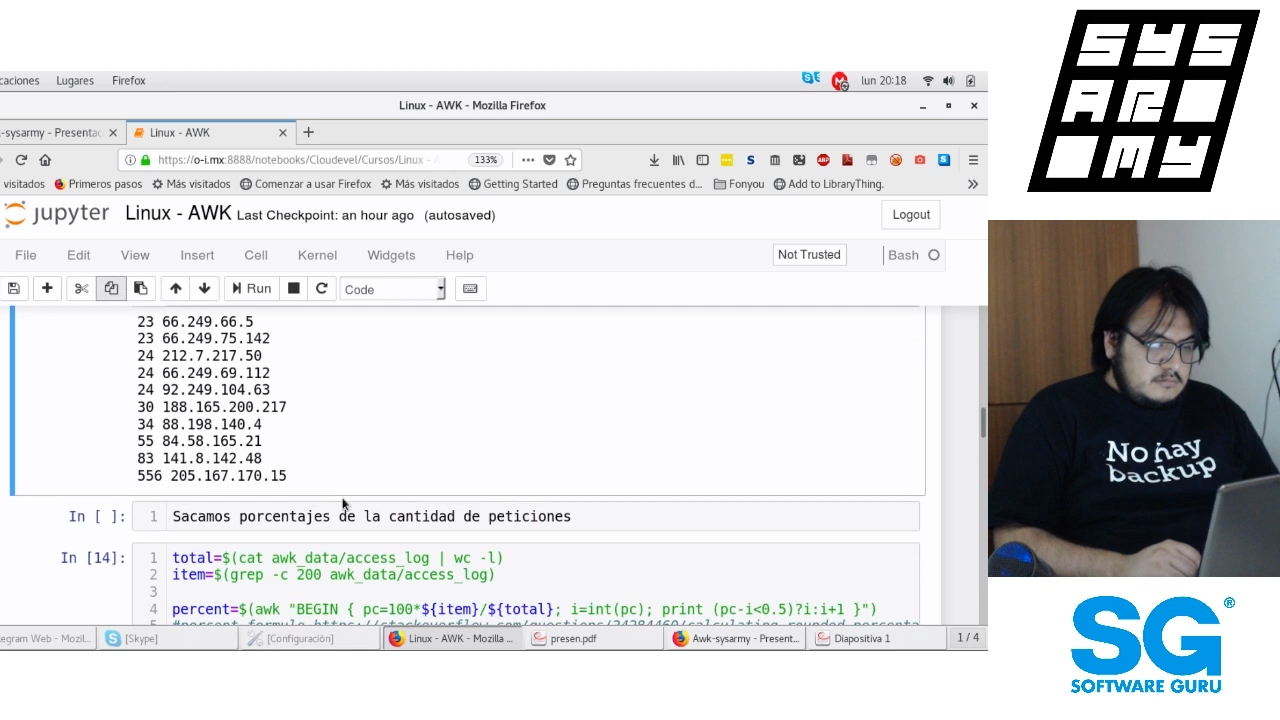 caciones Lugares Firefox
lun 20:18
Linux - AWK - Mozilla Firefox
-sysarmy - Presentac
Linux - AWK
https://o-i.mx:8888/notebooks/Cloudevel/Cursos/Linux - A
133%
visitados Primeros pasos Más visitados Comenzar a usar Firefox Más visitados Getting Started Preguntas frecuentes d... Fonyou Add to LibraryThing.
jupyter Linux - AWK Last Checkpoint: an hour ago (autosaved)
Logout
File Edit View Insert Cell Kernel Widgets Help
Not Trusted
Bash
Run
Code
23 66.249.66.5
23 66.249.75.142
24 212.7.217.50
24 66.249.69.112
24 92.249.104.63
30 188.165.200.217
34 88.198.140.4
55 84.58.165.21
83 141.8.142.48
556 205.167.170.15
In [ ]: 1 Sacamos porcentajes de la cantidad de peticiones
In [14]: 1 total=$(cat awk_data/access_log | wc -l)
2 item=$(grep -c 200 awk_data/access_log)
3
4 percent=$(awk "BEGIN { pc=100*${item}/${total}; i=int(pc); print (pc-i<0.5)?i:i+1 }")
legram Web - Mozil...
[Skype]
[Configuración]
Linux - AWK - Mozilla ...
presen.pdf
Awk-sysarmy - Present...
Diapositiva 1
1 / 4
SYS
AR
MY
No hay
backup
SG®
SOFTWARE GURU